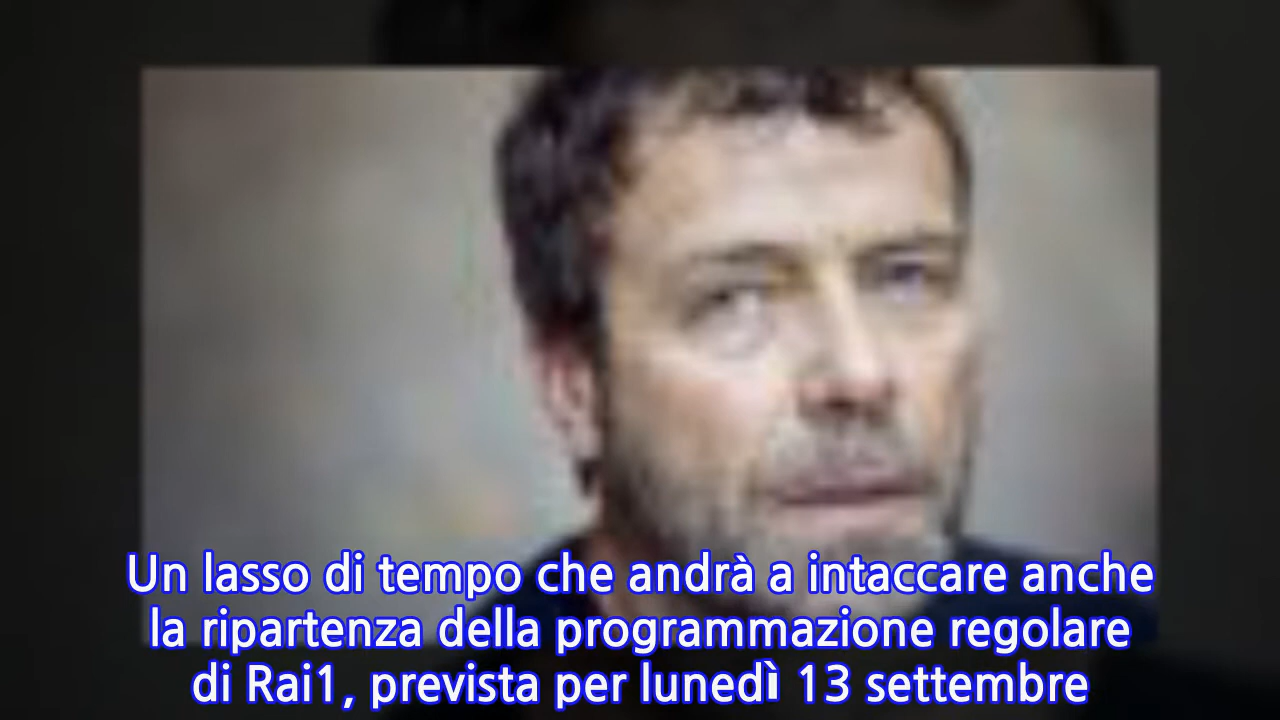 Un lasso di tempo che andrà a intaccare anche
la ripartenza della programmazione regolare
di Rai1, prevista per lunedì 13 settembre